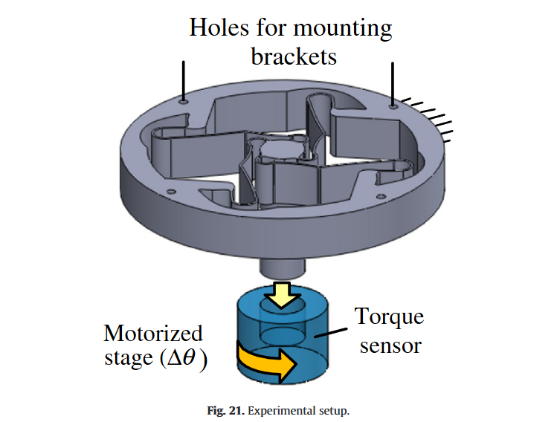 Holes for mounting
brackets
Motorized
stage (Δθ)
Torque
sensor
Fig. 21. Experimental setup.